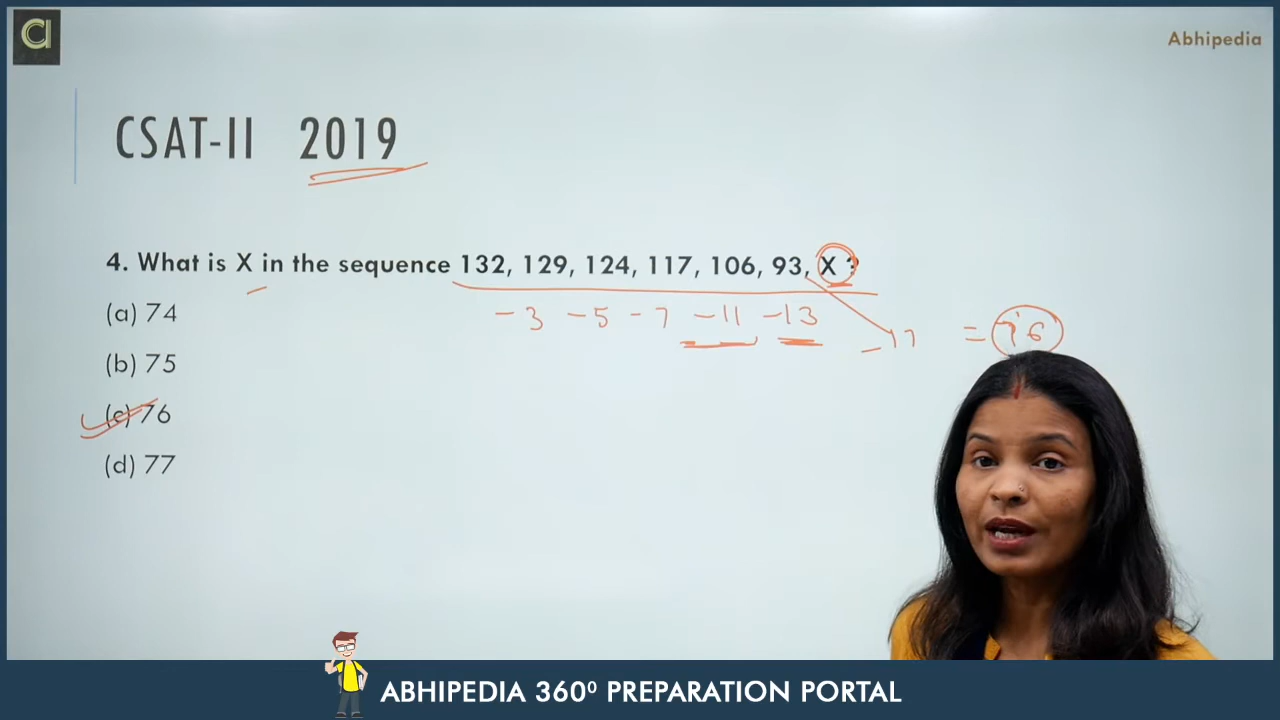 Abhipedia
CSAT-II 2019
4. What is X in the sequence 132, 129, 124, 117, 106, 93, X ?
(a) 74
- 3 - 5 - 7 - 11 - 13
- 17 = 76
(b) 75
(c) 76
(d) 77
ABHIPEDIA 360⁰ PREPARATION PORTAL